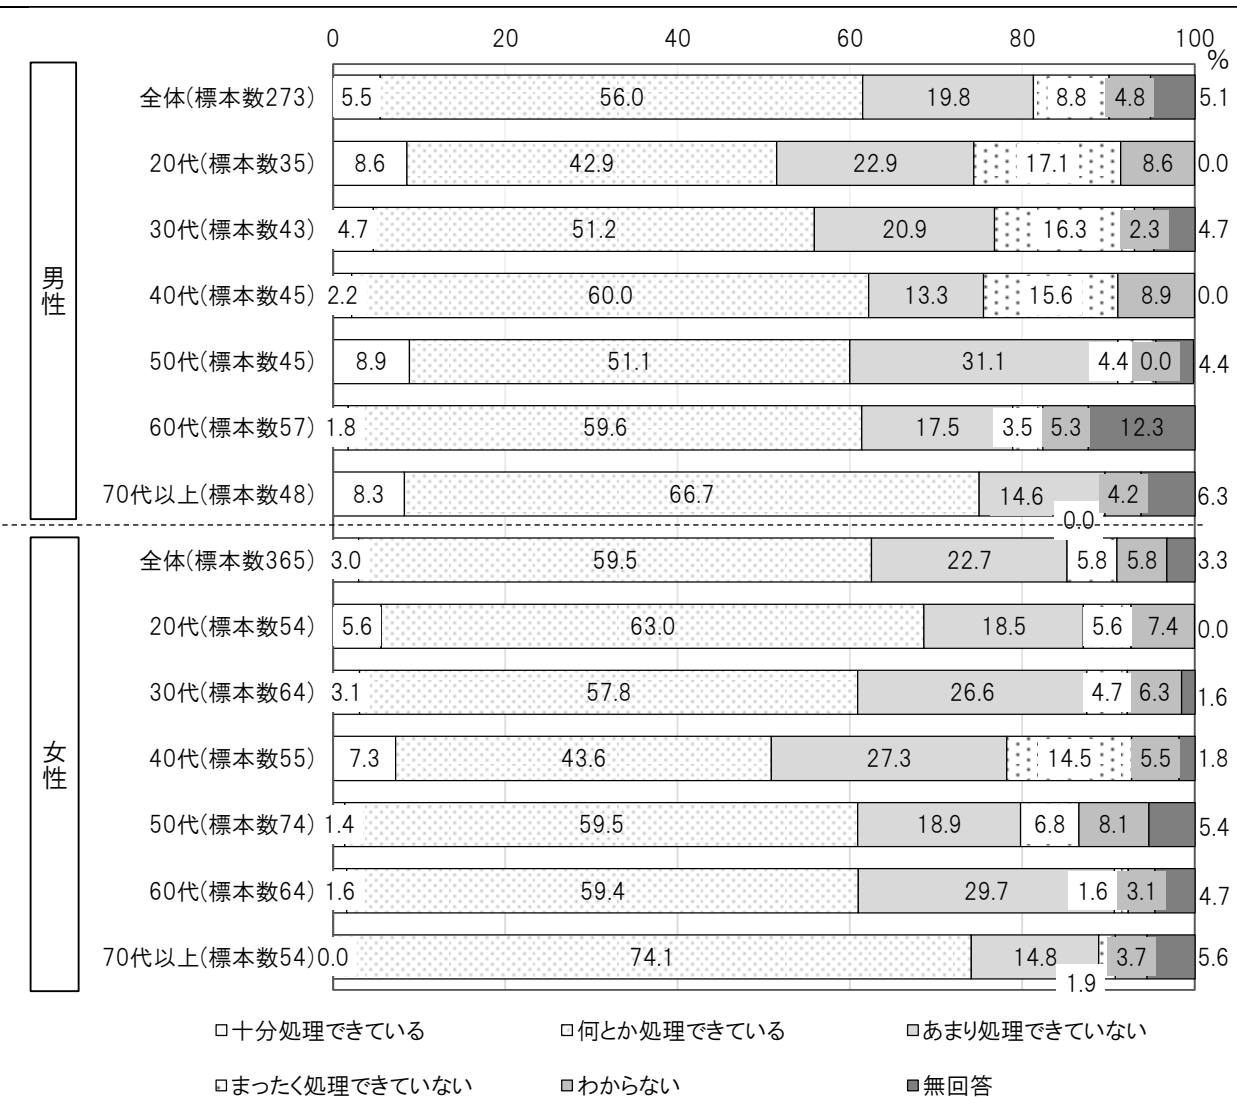 0 20 40 60 80 100
%
男性
全体(標本数273) 5.5 56.0 19.8 8.8 4.8 5.1
20代(標本数35) 8.6 42.9 22.9 17.1 8.6 0.0
30代(標本数43) 4.7 51.2 20.9 16.3 2.3 4.7
40代(標本数45) 2.2 60.0 13.3 15.6 8.9 0.0
50代(標本数45) 8.9 51.1 31.1 4.4 0.0 4.4
60代(標本数57) 1.8 59.6 17.5 3.5 5.3 12.3
70代以上(標本数48) 8.3 66.7 14.6 0.0 4.2 6.3
女性
全体(標本数365) 3.0 59.5 22.7 5.8 5.8 3.3
20代(標本数54) 5.6 63.0 18.5 5.6 7.4 0.0
30代(標本数64) 3.1 57.8 26.6 4.7 6.3 1.6
40代(標本数55) 7.3 43.6 27.3 14.5 5.5 1.8
50代(標本数74) 1.4 59.5 18.9 6.8 8.1 5.4
60代(標本数64) 1.6 59.4 29.7 1.6 3.1 4.7
70代以上(標本数54) 0.0 74.1 14.8 1.9 3.7 5.6
十分処理できている 何とか処理できている あまり処理できていない
まったく処理できていない わからない 無回答